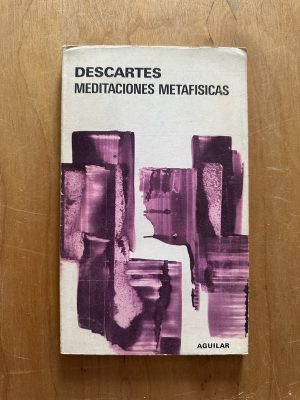 DESCARTES
MEDITACIONES METAFISICAS
AGUILAR